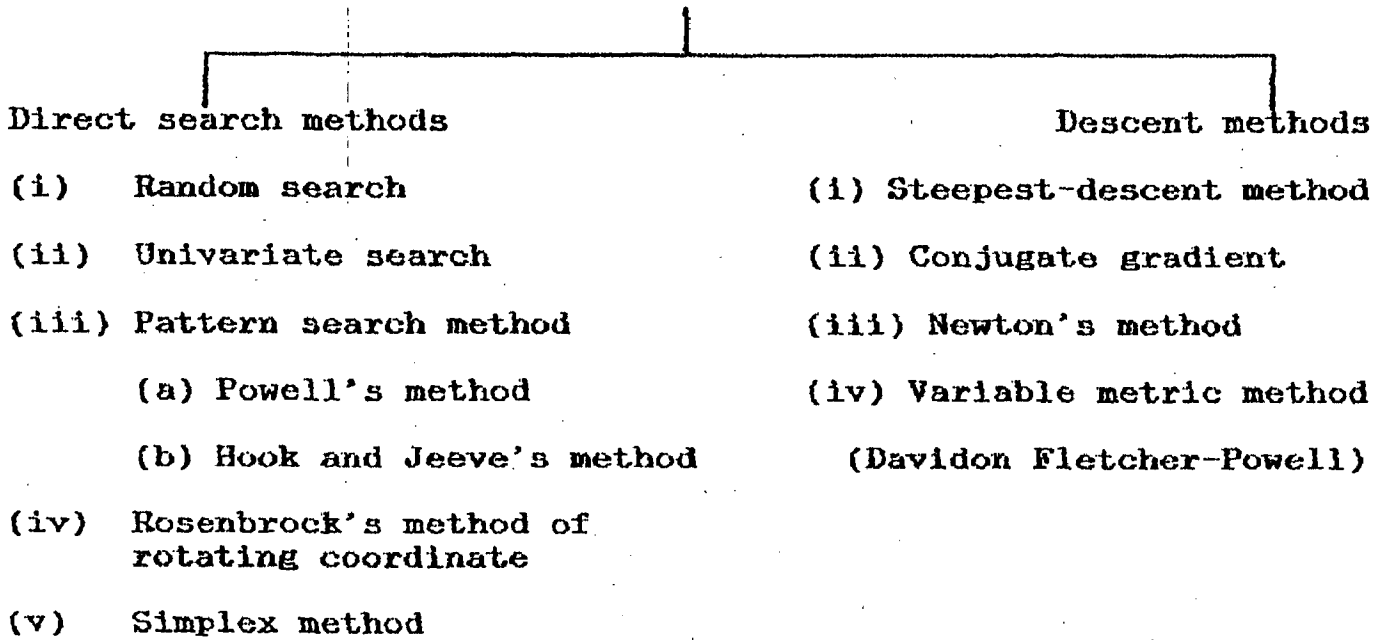 Direct search methods
(i) Random search
(ii) Univariate search
(iii) Pattern search method
(a) Powell's method
(b) Hook and Jeeve's method
(iv) Rosenbrock's method of
rotating coordinate
(v) Simplex method
Descent methods
(i) Steepest-descent method
(ii) Conjugate gradient
(iii) Newton's method
(iv) Variable metric method
(Davidon Fletcher-Powell)